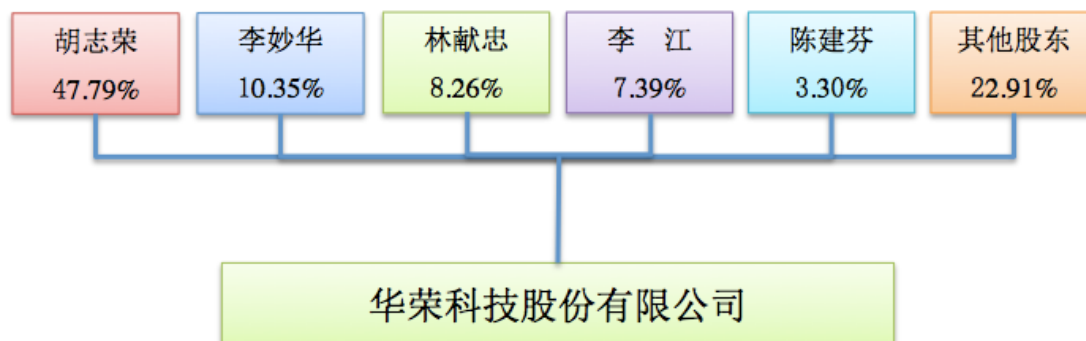 胡志荣
47.79%
李妙华
10.35%
林献忠
8.26%
李 江
7.39%
陈建芬
3.30%
其他股东
22.91%
华荣科技股份有限公司